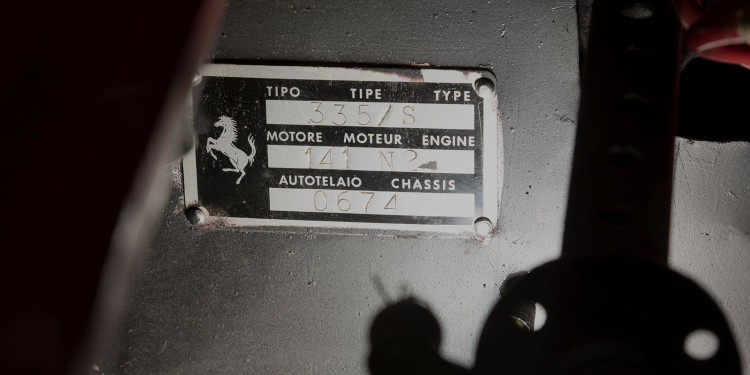 TIPO TIPE TYPE
335/S
MOTORE MOTEUR ENGINE
141 N2
AUTOTELAIO CHASSIS
0674